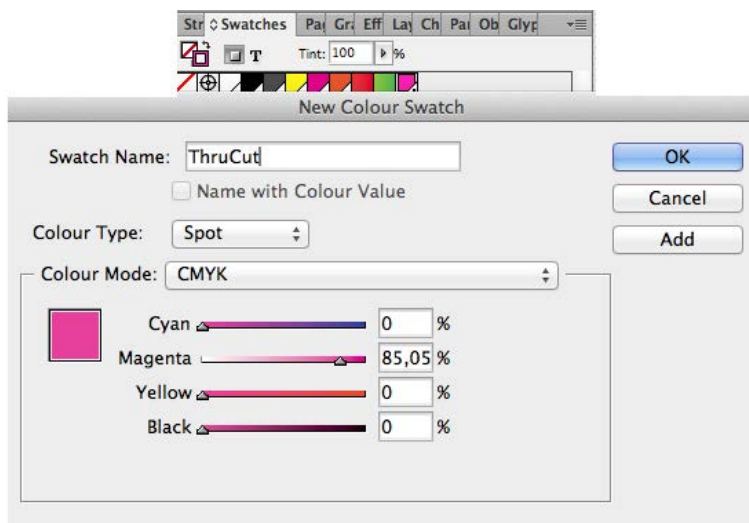 Str Swatches Pa Gr Eff Lay Ch Pai Ob Glyp
T Tint: 100 %
New Colour Swatch
Swatch Name: ThruCut OK
Name with Colour Value Cancel
Colour Type: Spot Add
Colour Mode: CMYK
Cyan 0 %
Magenta 85,05 %
Yellow 0 %
Black 0 %